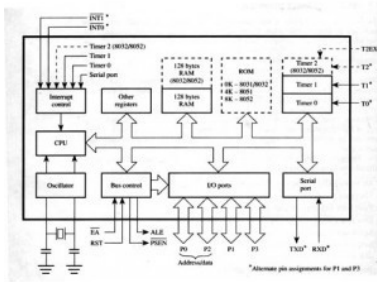 INT1*
INT0*
Timer 2 (8032/8052)
Timer 1
Timer 0
Serial port
Interrupt
control
Other
registers
128 bytes
RAM
(8032/8052)
128 bytes
RAM
ROM
0K – 8031/8032
4K – 8051
8K – 8052
Timer 2
(8032/8052)
Timer 1
Timer 0
T2EX
T2*
T1*
T0*
CPU
Oscillator
Bus control
I/O ports
Serial
port
EA
RST
ALE
PSEN
P0 P2 P1 P3
Address/data
TXD* RXD*
*Alternate pin assignments for P1 and P3